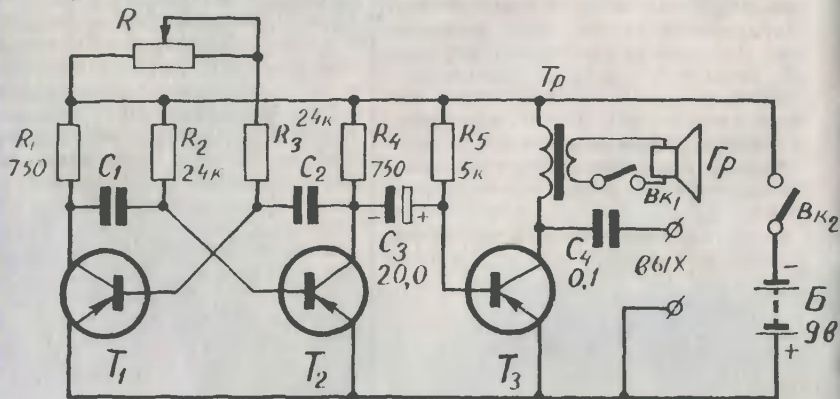 R
Тр
R₁
750
C₁
R₂
24к
R₃
24к
C₂
R₄
750
R₅
5к
Гр
Вк₁
Вк₂
C₃
20,0
C₄
0,1
вых
Б
9в
T₁
T₂
T₃